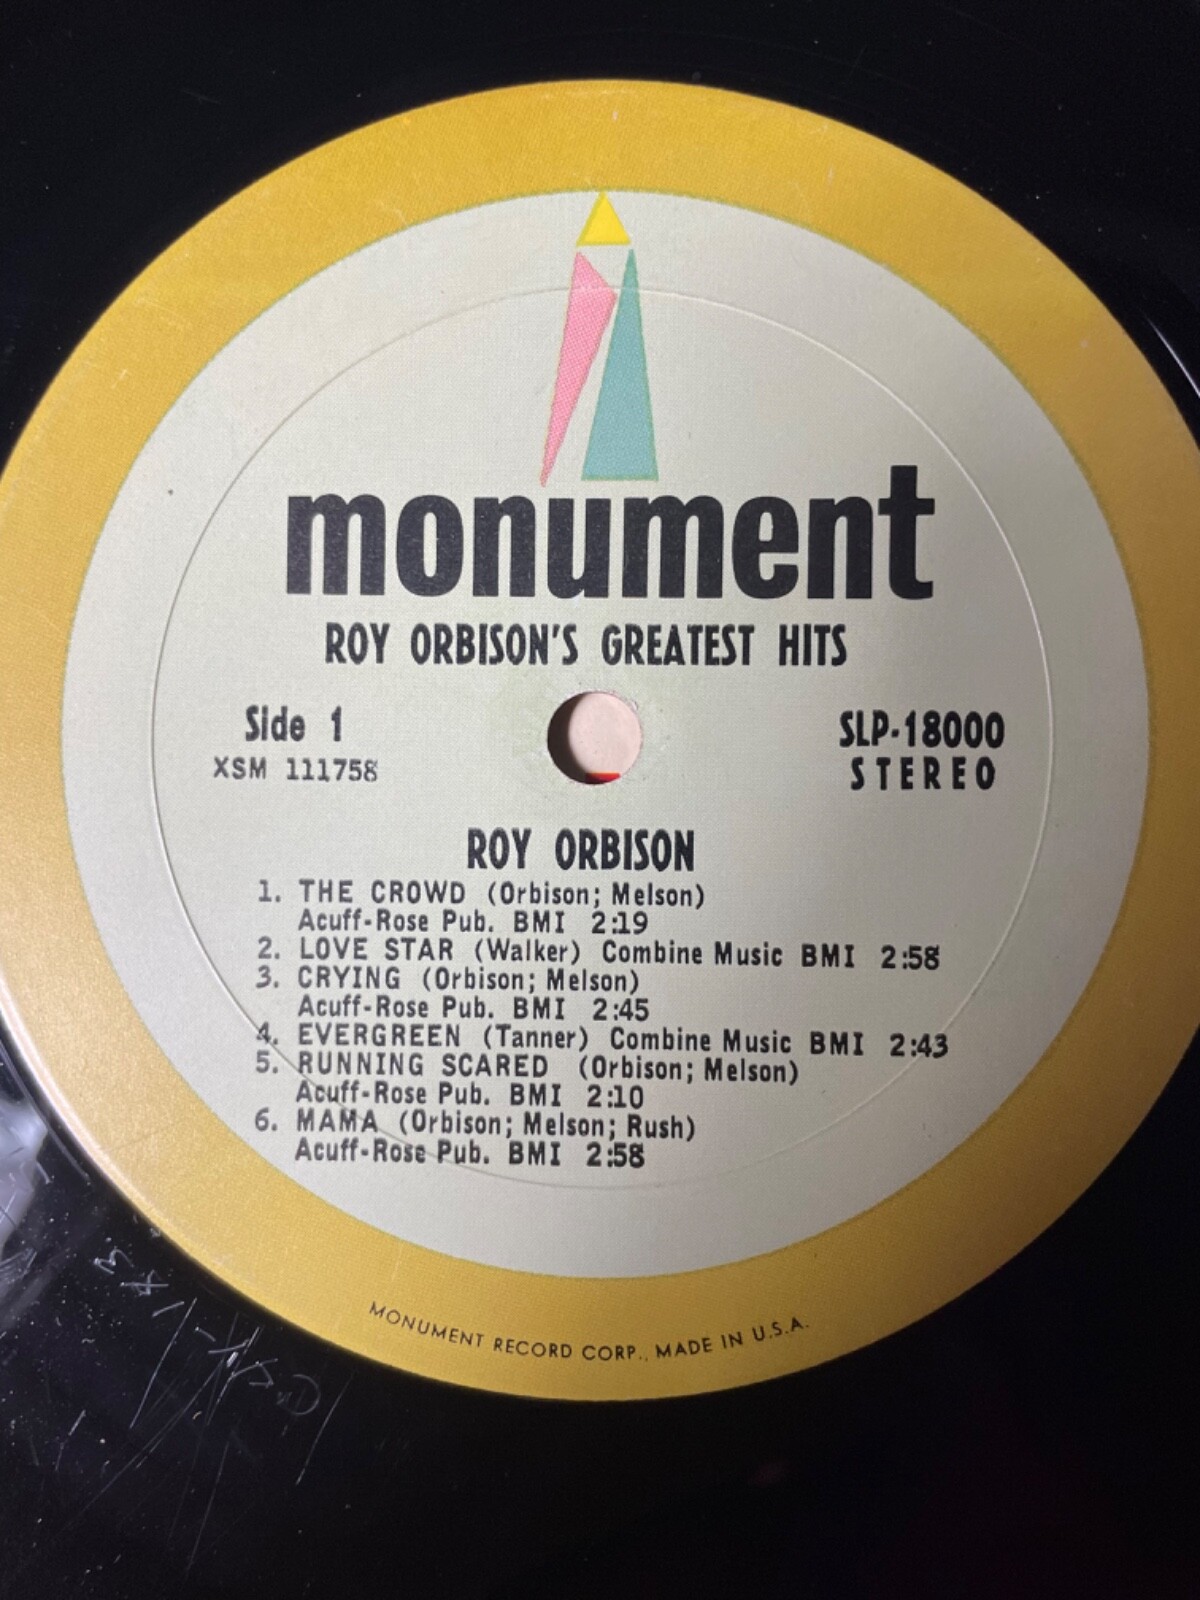 monument
ROY ORBISON'S GREATEST HITS
Side 1
XSM 111758
SLP-18000
STEREO
ROY ORBISON
1. THE CROWD (Orbison; Melson)
Acuff-Rose Pub. BMI 2:19
2. LOVE STAR (Walker) Combine Music BMI 2:58
3. CRYING (Orbison; Melson)
Acuff-Rose Pub. BMI 2:45
4. EVERGREEN (Tanner) Combine Music BMI 2:43
5. RUNNING SCARED (Orbison; Melson)
Acuff-Rose Pub. BMI 2:10
6. MAMA (Orbison; Melson; Rush)
Acuff-Rose Pub. BMI 2:58
MONUMENT RECORD CORP., MADE IN U.S.A.